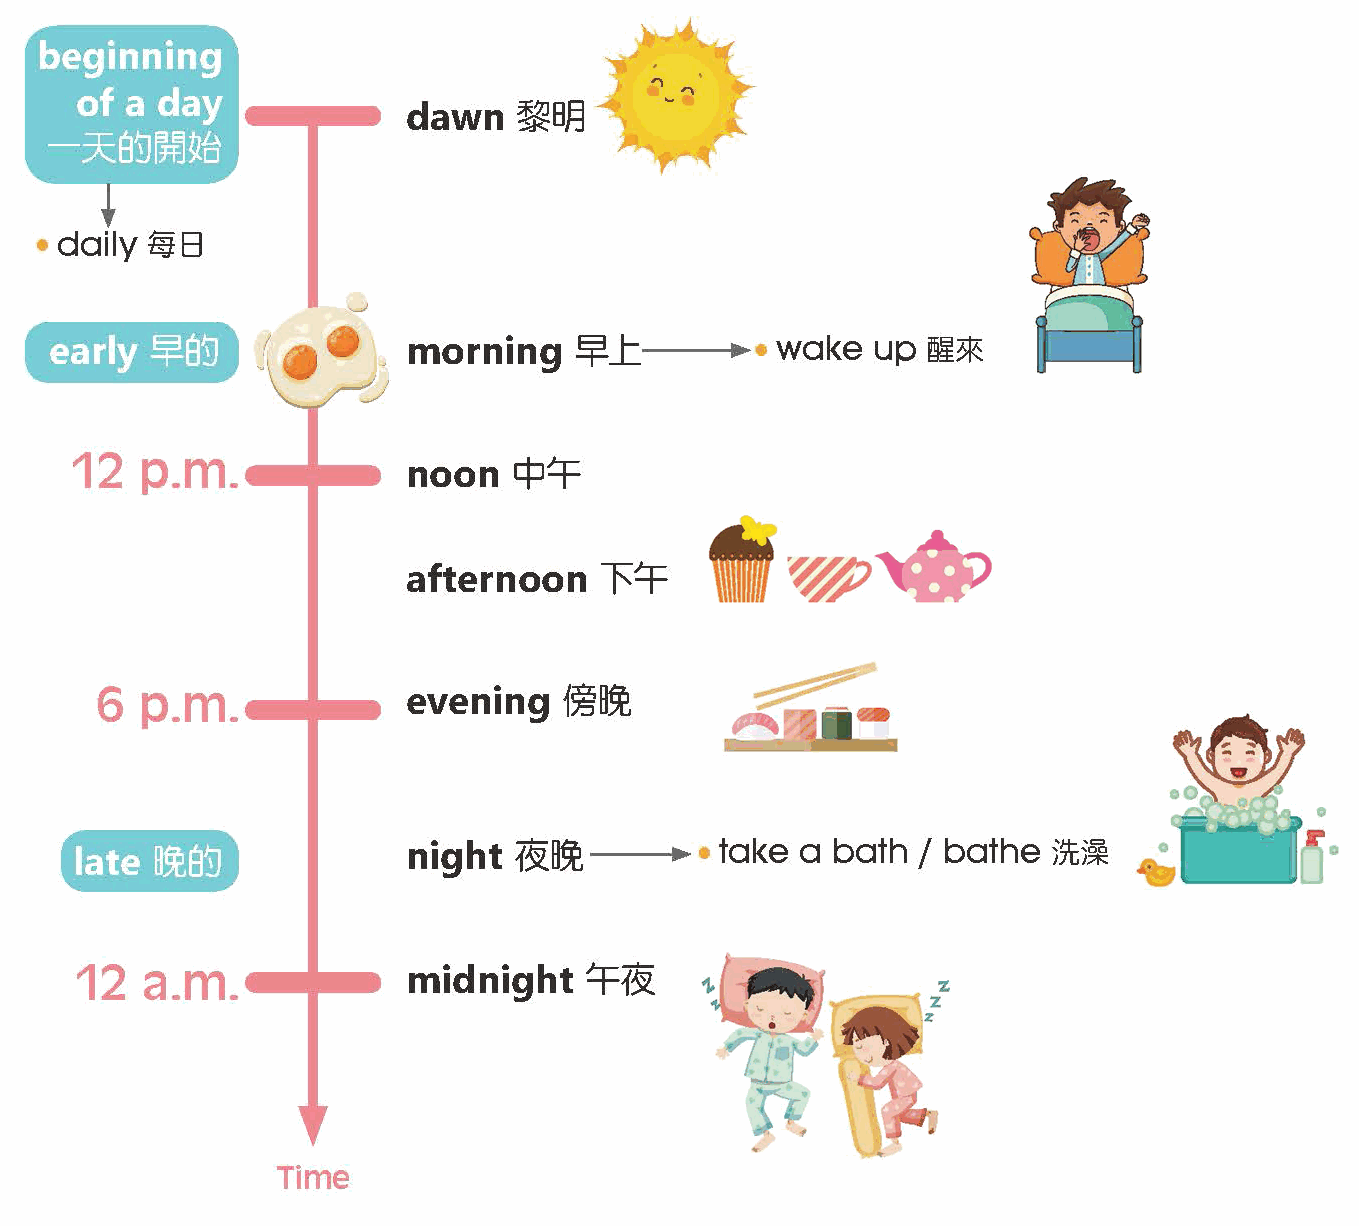 beginning
of a day
一天的開始
dawn 黎明
daily 每日
early 早的
morning 早上
wake up 醒來
12 p.m.
noon 中午
afternoon 下午
6 p.m.
evening 傍晚
late 晚的
night 夜晚
take a bath / bathe 洗澡
12 a.m.
midnight 午夜
z
z
z
z
z
Time